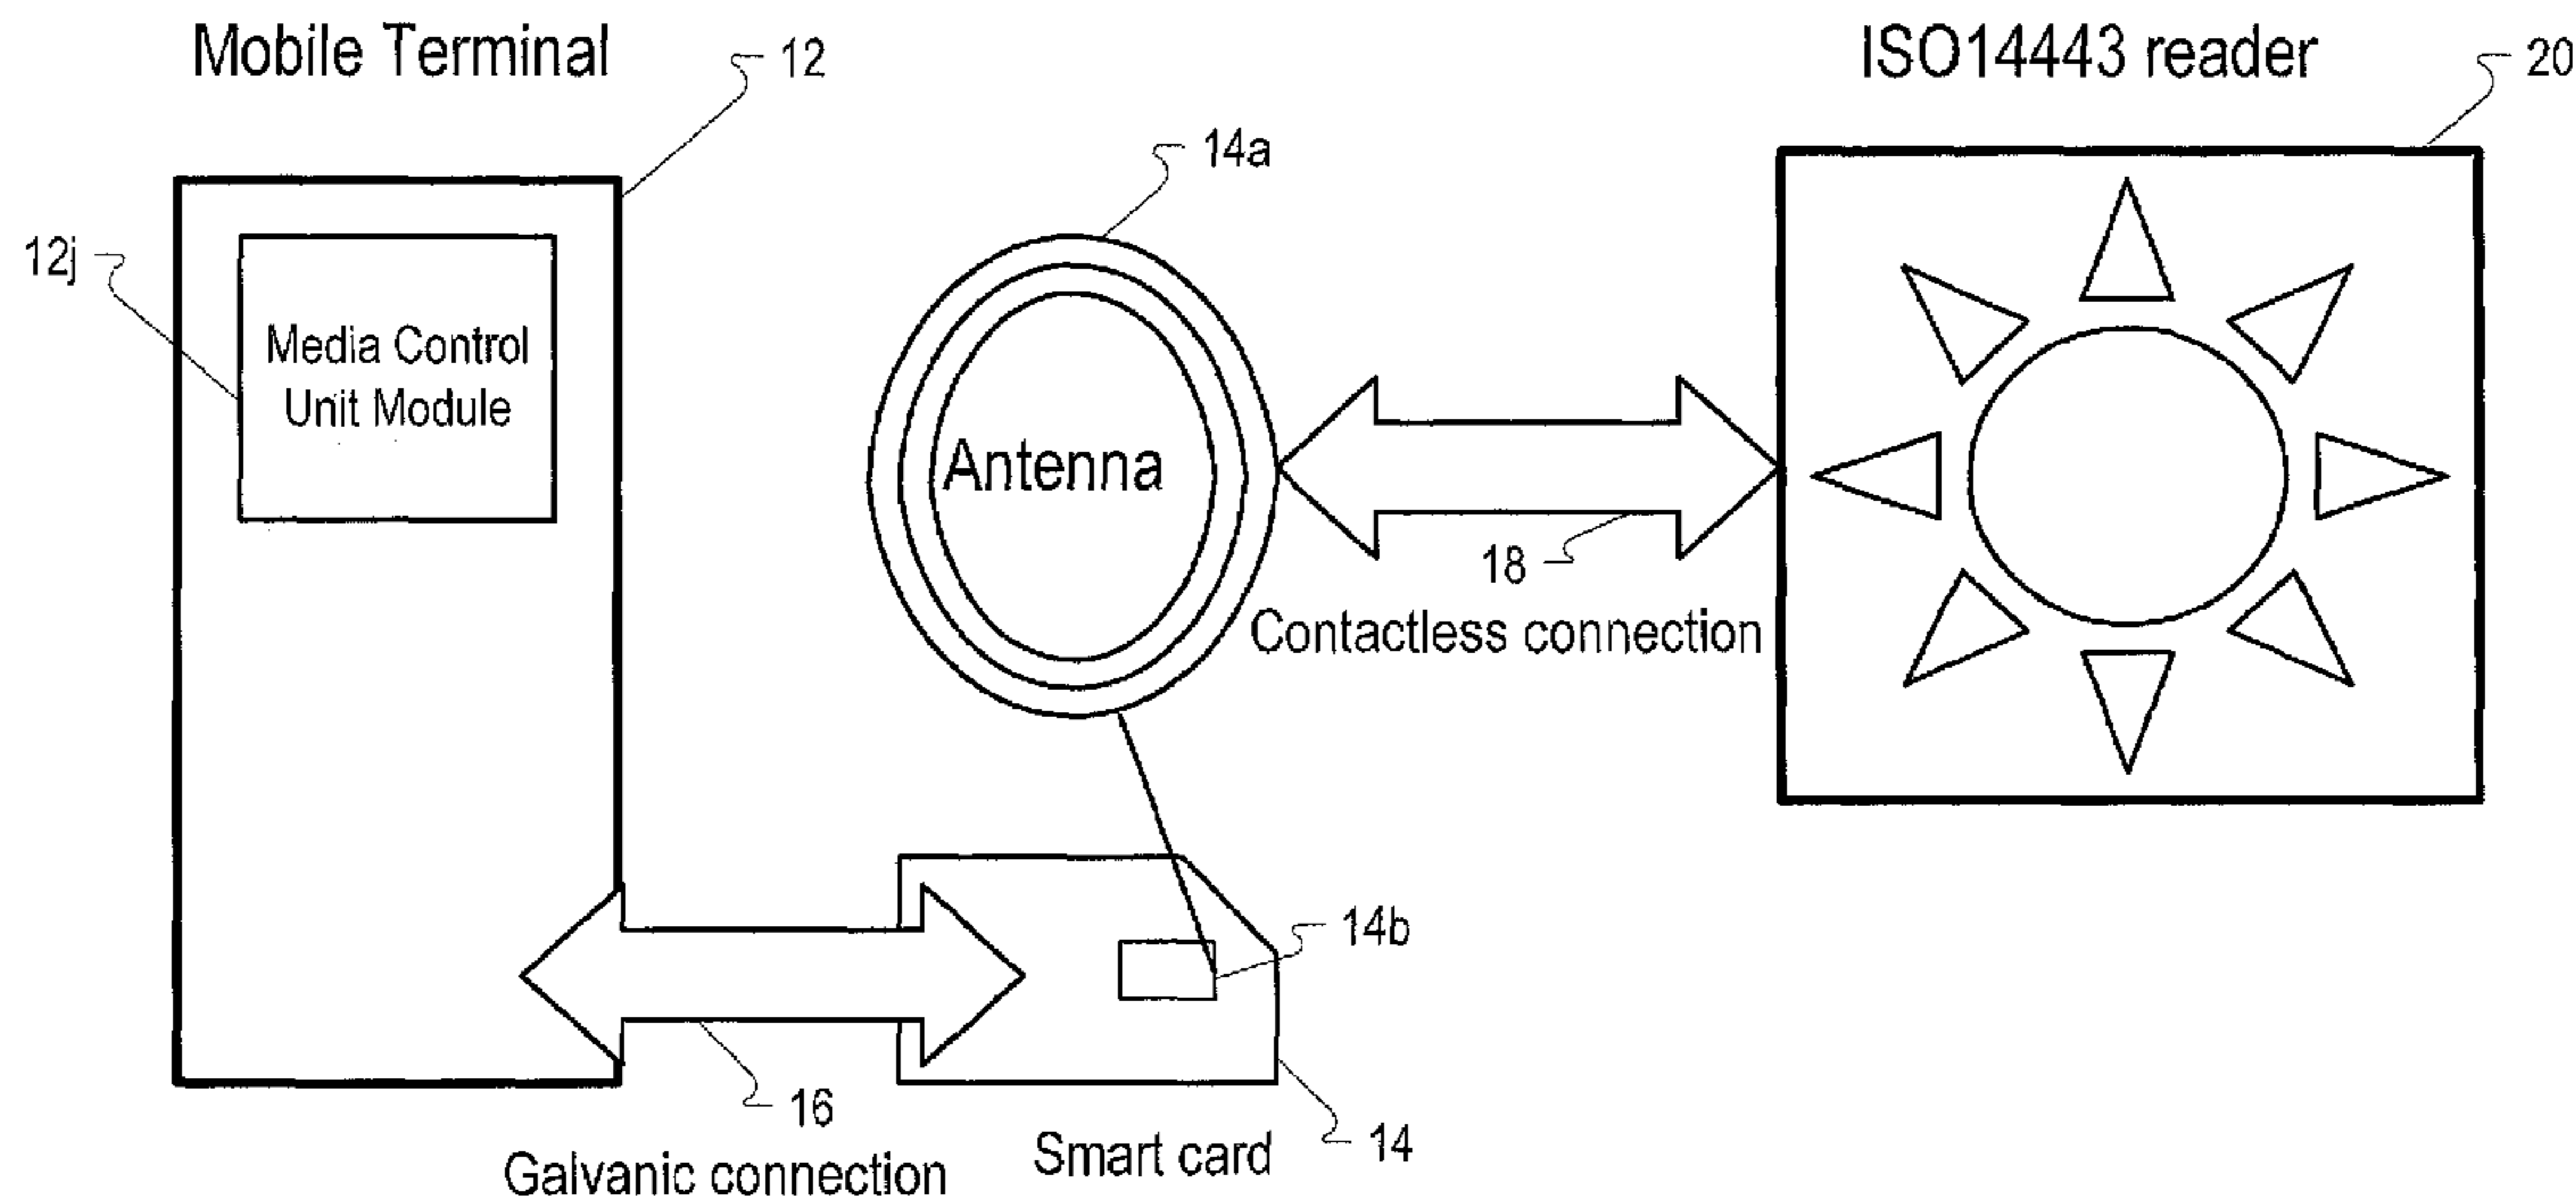 Mobile Terminal
12
ISO14443 reader
20
14a
12j
Media Control
Unit Module
Antenna
18
Contactless connection
14b
16
Galvanic connection
Smart card
14